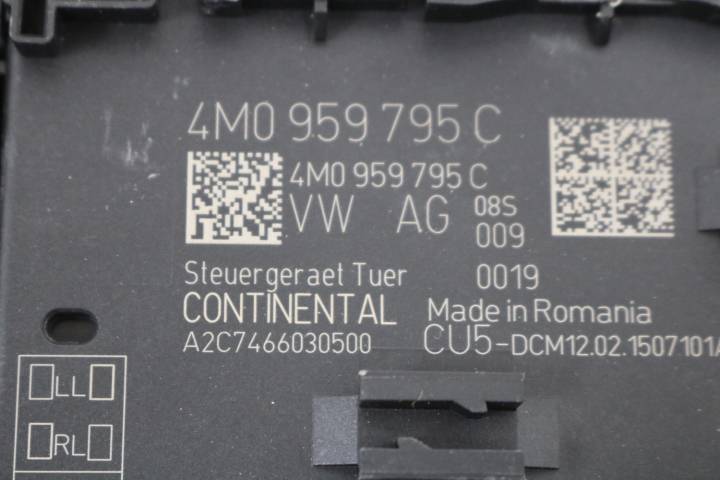 4M0 959 795 C
4M0 959 795 C
VW AG 08S
009
Steuergeraet Tuer 0019
CONTINENTAL Made in Romania
A2C7466030500 CU5-DCM12.02.1507101A
LL
RL